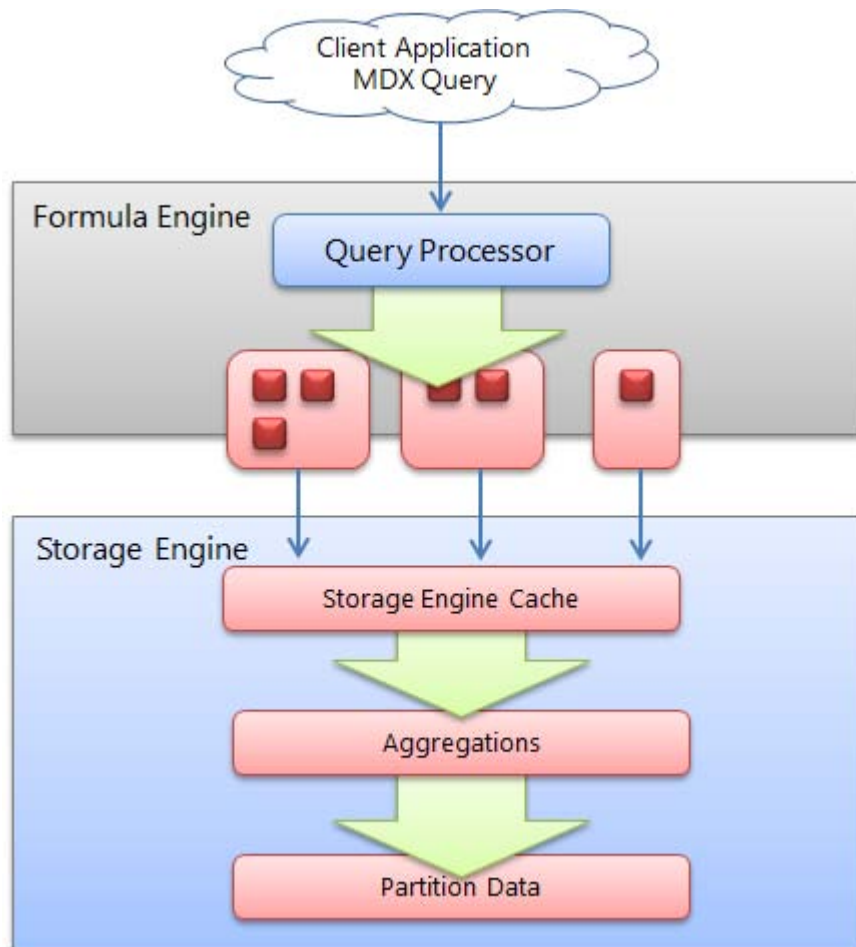 Client Application
MDX Query
Formula Engine
Query Processor
Storage Engine
Storage Engine Cache
Aggregations
Partition Data